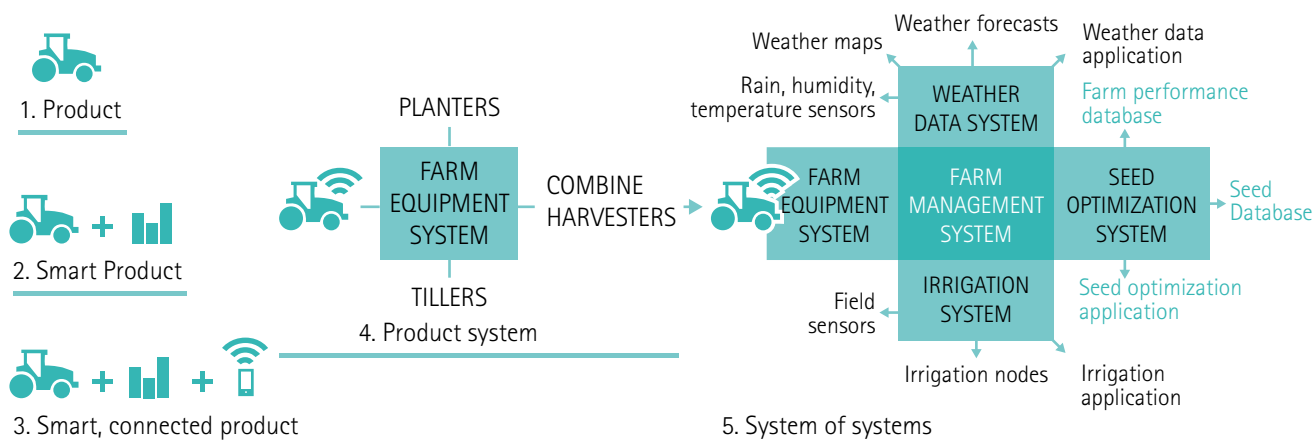 1. Product
2. Smart Product
3. Smart, connected product
PLANTERS
FARM
EQUIPMENT
SYSTEM
COMBINE
HARVESTERS
TILLERS
4. Product system
Weather maps
Weather forecasts
Weather data
application
Rain, humidity,
temperature sensors
WEATHER
DATA SYSTEM
Farm performance
database
FARM
EQUIPMENT
SYSTEM
FARM
MANAGEMENT
SYSTEM
SEED
OPTIMIZATION
SYSTEM
Seed
Database
Field
sensors
IRRIGATION
SYSTEM
Seed optimization
application
Irrigation nodes
Irrigation
application
5. System of systems